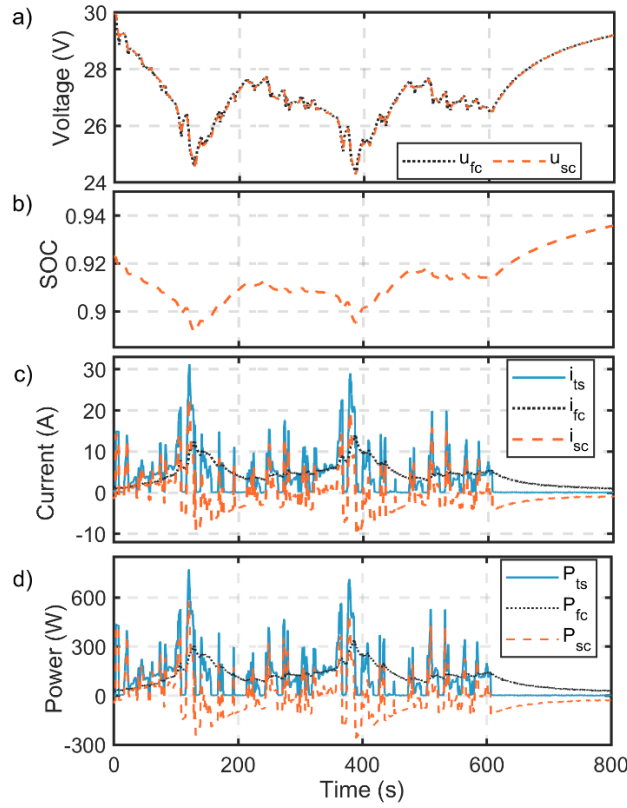 a)
Voltage (V)
30
28
26
24
u_fc
u_sc
b)
SOC
0.94
0.92
0.9
c)
Current (A)
30
20
10
0
-10
i_ts
i_fc
i_sc
d)
Power (W)
600
300
0
-300
P_ts
P_fc
P_sc
0 200 400 600 800
Time (s)